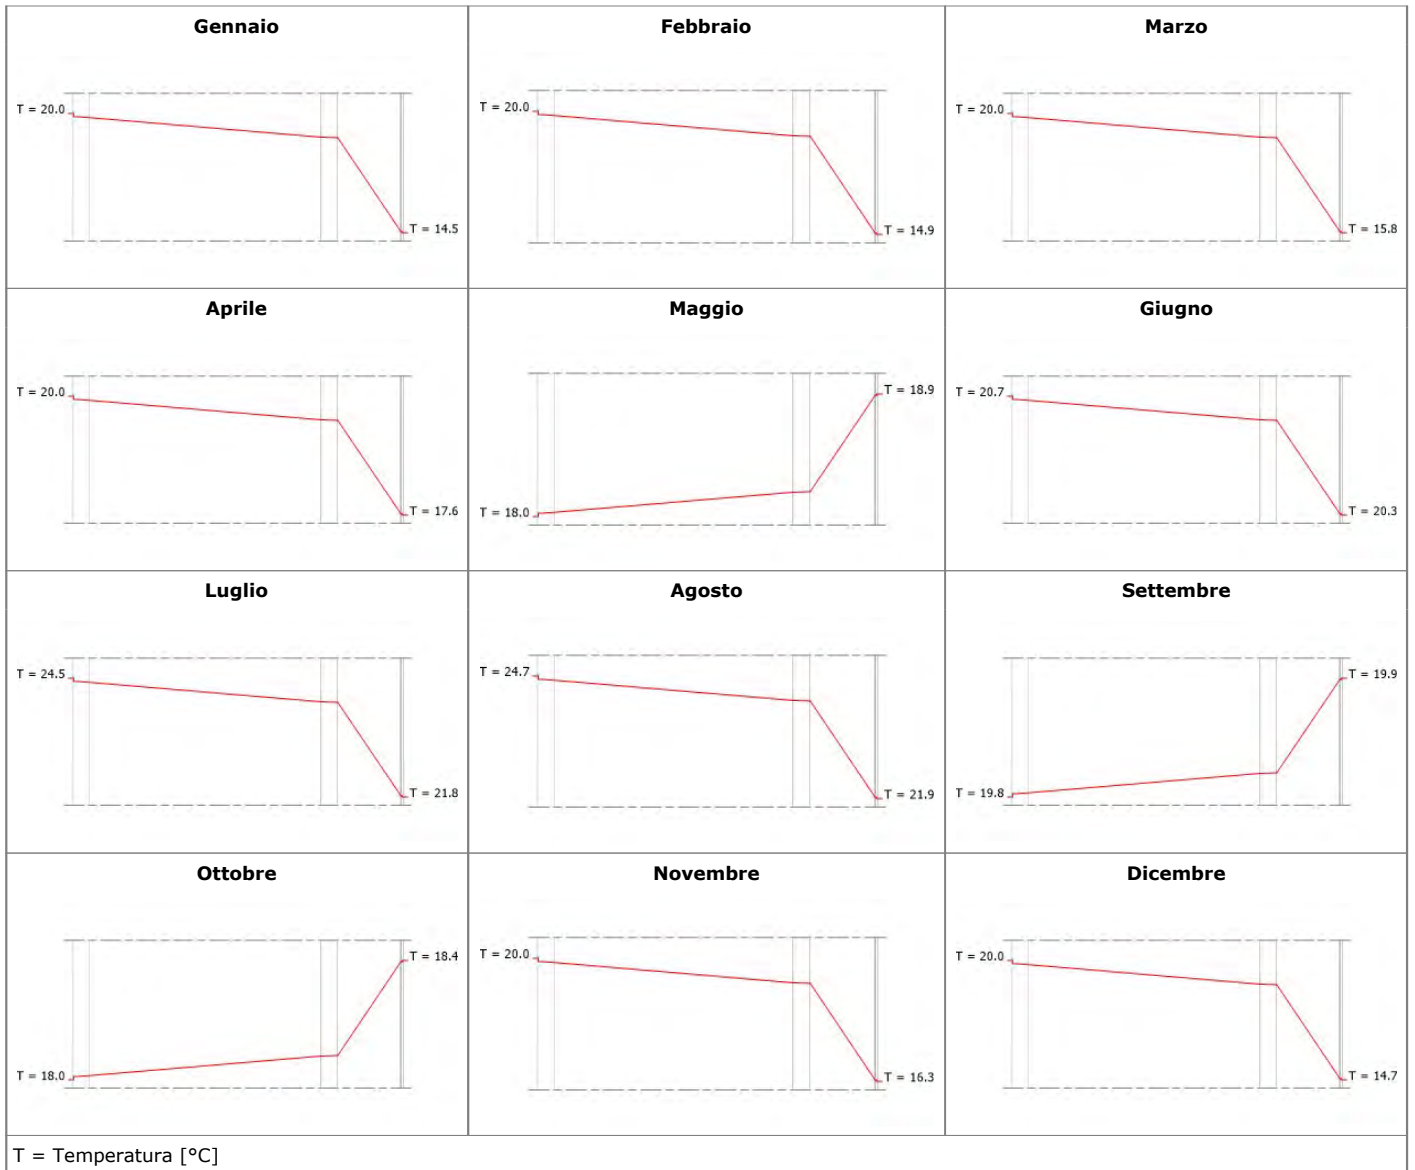 Gennaio
Febbraio
Marzo
T = 20.0
T = 14.5
T = 20.0
T = 14.9
T = 20.0
T = 15.8
Aprile
Maggio
Giugno
T = 20.0
T = 17.6
T = 18.0
T = 18.9
T = 20.7
T = 20.3
Luglio
Agosto
Settembre
T = 24.5
T = 21.8
T = 24.7
T = 21.9
T = 19.8
T = 19.9
Ottobre
Novembre
Dicembre
T = 18.0
T = 18.4
T = 20.0
T = 16.3
T = 20.0
T = 14.7
T = Temperatura [°C]